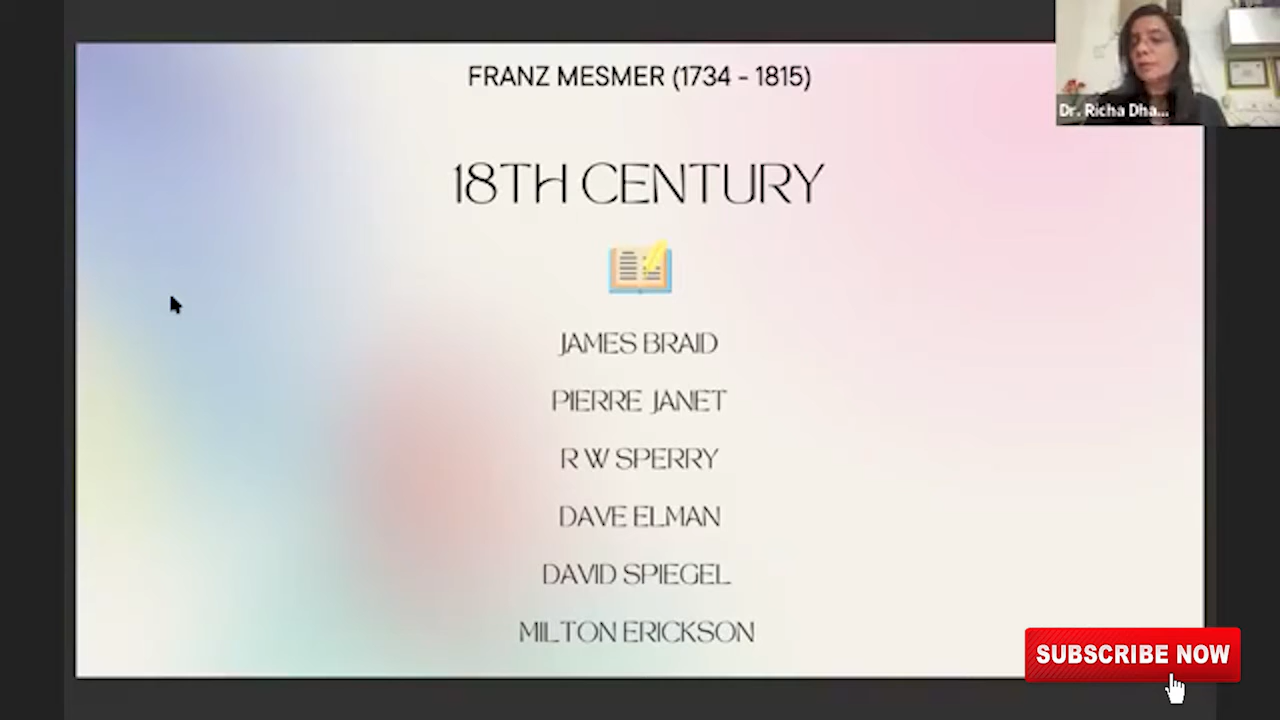 FRANZ MESMER (1734 - 1815)
Dr. Richa Dha...
18TH CENTURY
JAMES BRAID
PIERRE JANET
R W SPERRY
DAVE ELMAN
DAVID SPIEGEL
MILTON ERICKSON
SUBSCRIBE NOW